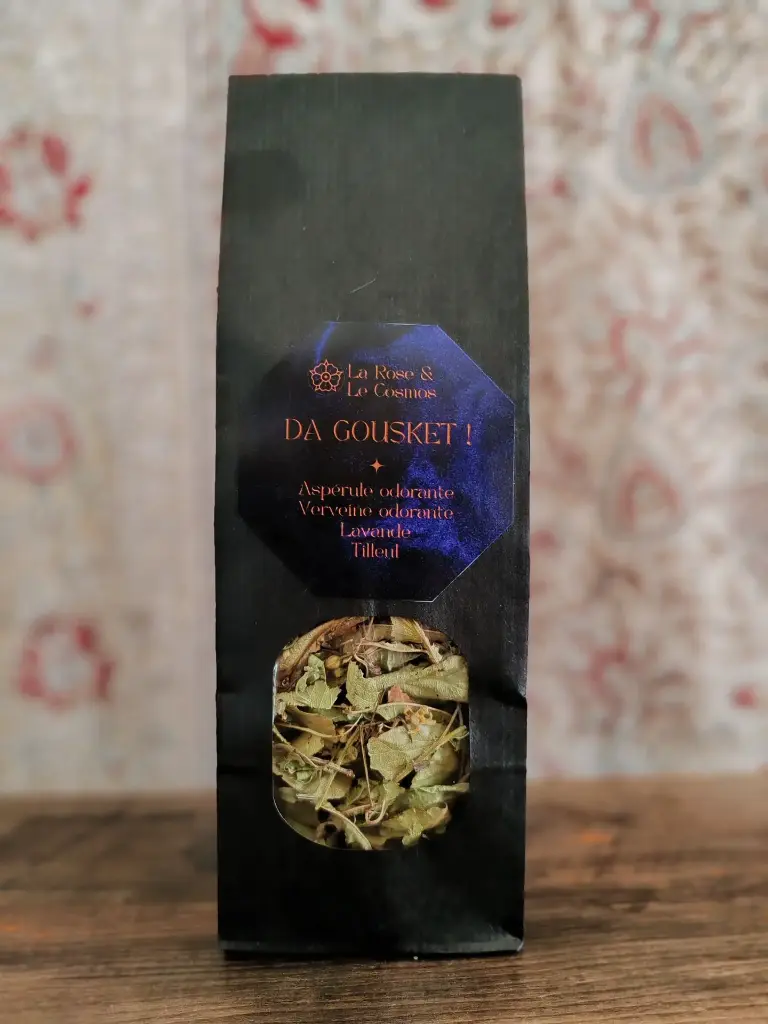 La Rose &
Le Cosmos
DA GOUSKET !
Aspérule odorante
Verveine odorante
Lavande
Tilleul